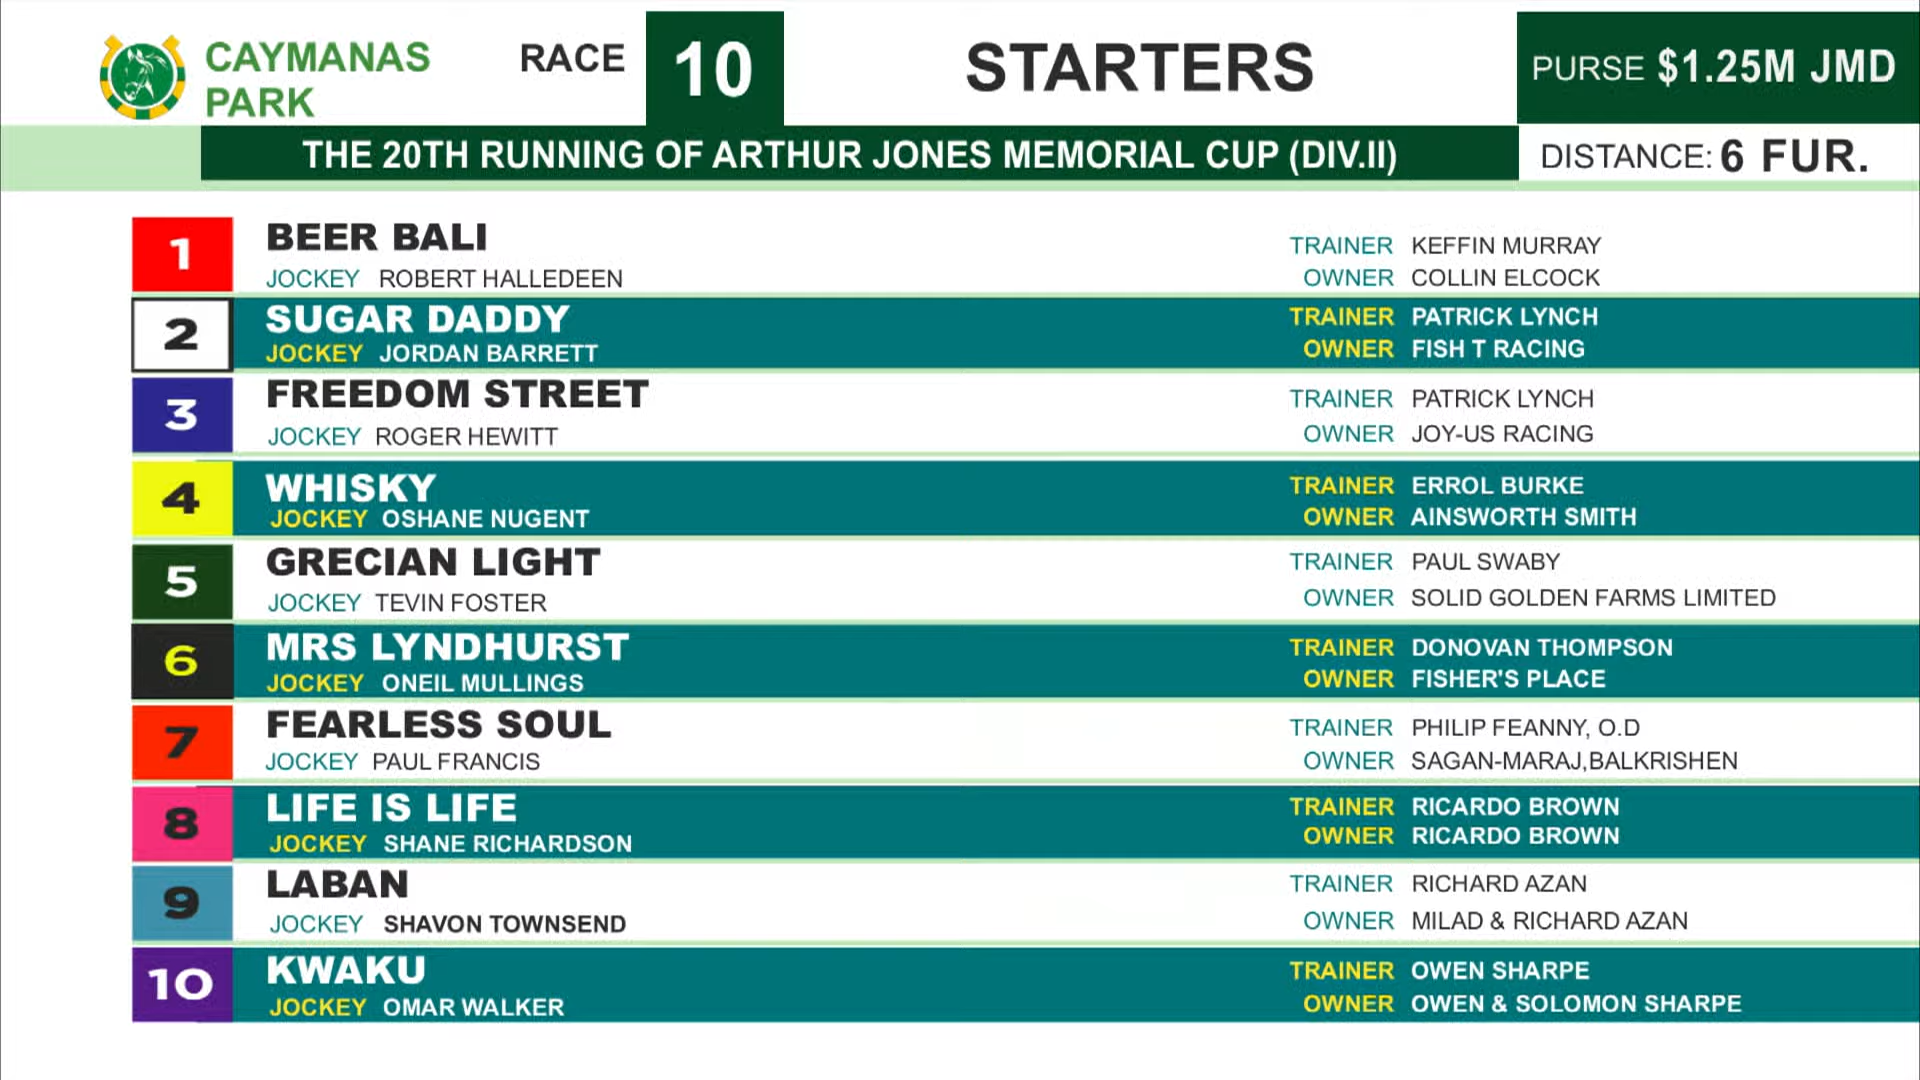 CAYMANAS
PARK
RACE 10 STARTERS PURSE $1.25M JMD
THE 20TH RUNNING OF ARTHUR JONES MEMORIAL CUP (DIV.II) DISTANCE: 6 FUR.
1 BEER BALI
JOCKEY ROBERT HALLEDEEN
TRAINER KEFFIN MURRAY
OWNER COLLIN ELCOCK
2 SUGAR DADDY
JOCKEY JORDAN BARRETT
TRAINER PATRICK LYNCH
OWNER FISH T RACING
3 FREEDOM STREET
JOCKEY ROGER HEWITT
TRAINER PATRICK LYNCH
OWNER JOY-US RACING
4 WHISKY
JOCKEY OSHANE NUGENT
TRAINER ERROL BURKE
OWNER AINSWORTH SMITH
5 GRECIAN LIGHT
JOCKEY TEVIN FOSTER
TRAINER PAUL SWABY
OWNER SOLID GOLDEN FARMS LIMITED
6 MRS LYNDHURST
JOCKEY ONEIL MULLINGS
TRAINER DONOVAN THOMPSON
OWNER FISHER'S PLACE
7 FEARLESS SOUL
JOCKEY PAUL FRANCIS
TRAINER PHILIP FEANNY, O.D
OWNER SAGAN-MARAJ,BALKRISHEN
8 LIFE IS LIFE
JOCKEY SHANE RICHARDSON
TRAINER RICARDO BROWN
OWNER RICARDO BROWN
9 LABAN
JOCKEY SHAVON TOWNSEND
TRAINER RICHARD AZAN
OWNER MILAD & RICHARD AZAN
10 KWAKU
JOCKEY OMAR WALKER
TRAINER OWEN SHARPE
OWNER OWEN & SOLOMON SHARPE